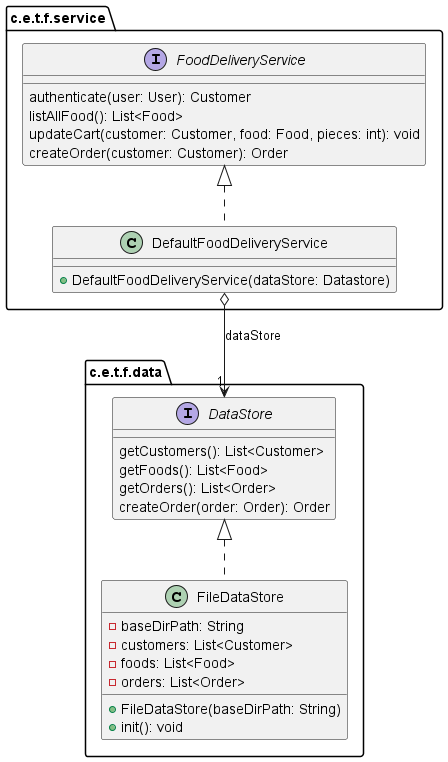 c.e.t.f.service
I FoodDeliveryService
authenticate(user: User): Customer
listAllFood(): List<Food>
updateCart(customer: Customer, food: Food, pieces: int): void
createOrder(customer: Customer): Order
C DefaultFoodDeliveryService
DefaultFoodDeliveryService(dataStore: Datastore)
dataStore
1
c.e.t.f.data
I DataStore
getCustomers(): List<Customer>
getFoods(): List<Food>
getOrders(): List<Order>
createOrder(order: Order): Order
C FileDataStore
baseDirPath: String
customers: List<Customer>
foods: List<Food>
orders: List<Order>
FileDataStore(baseDirPath: String)
init(): void